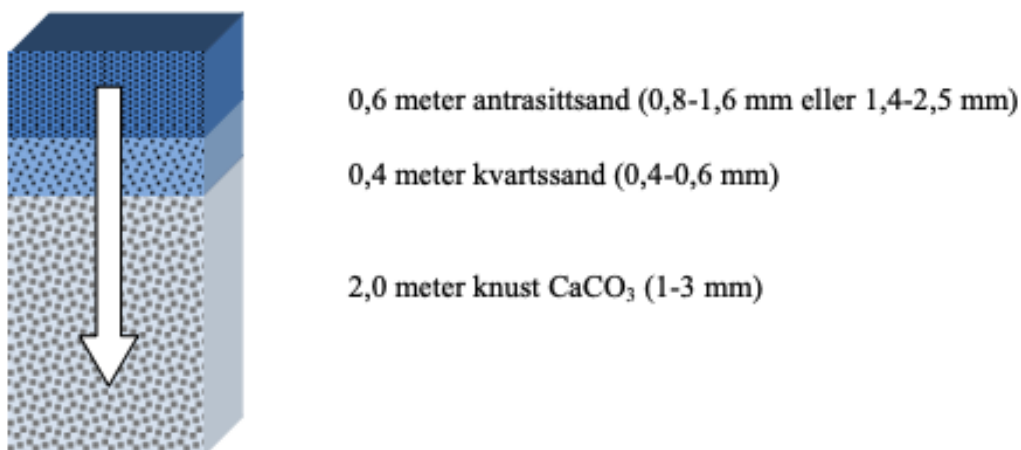 0,6 meter antrasittsand (0,8-1,6 mm eller 1,4-2,5 mm)
0,4 meter kvartssand (0,4-0,6 mm)
2,0 meter knust CaCO₃ (1-3 mm)